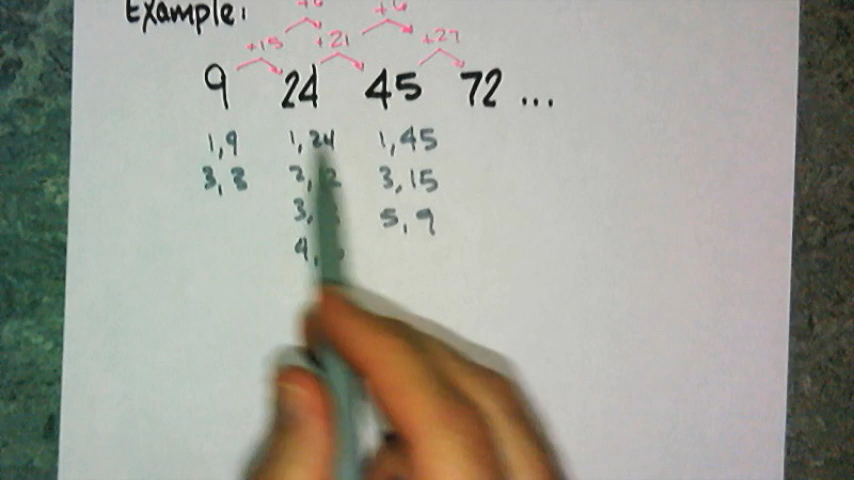 Example:
+6 +6
+15 +21 +27
9 24 45 72 ...
1,9 1,24 1,45
3,3 2, 3,15
3, 5,9
4,